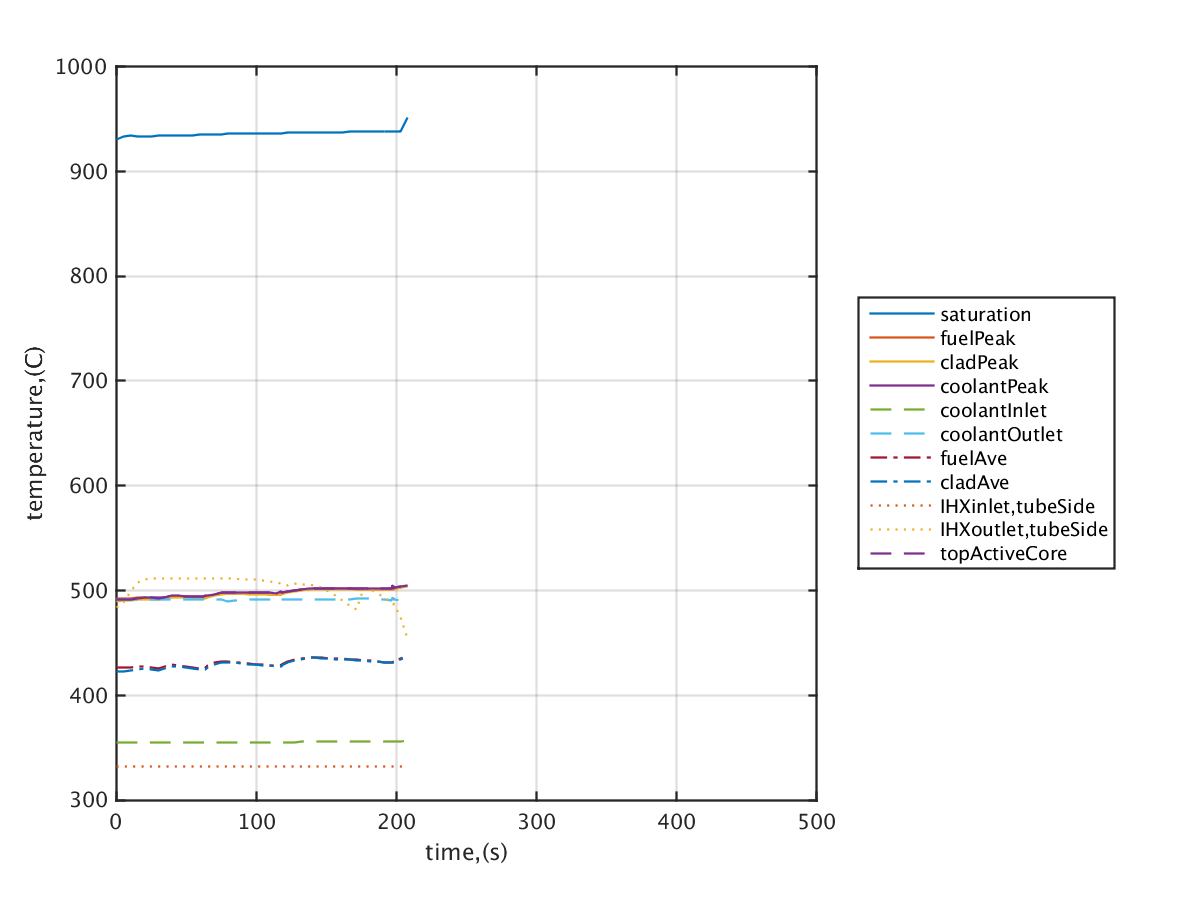 1000
900
800
700
600
500
400
300
0 100 200 300 400 500
time,(s)
temperature,(C)
saturation
fuelPeak
cladPeak
coolantPeak
coolantInlet
coolantOutlet
fuelAve
cladAve
IHXinlet,tubeSide
IHXoutlet,tubeSide
topActiveCore